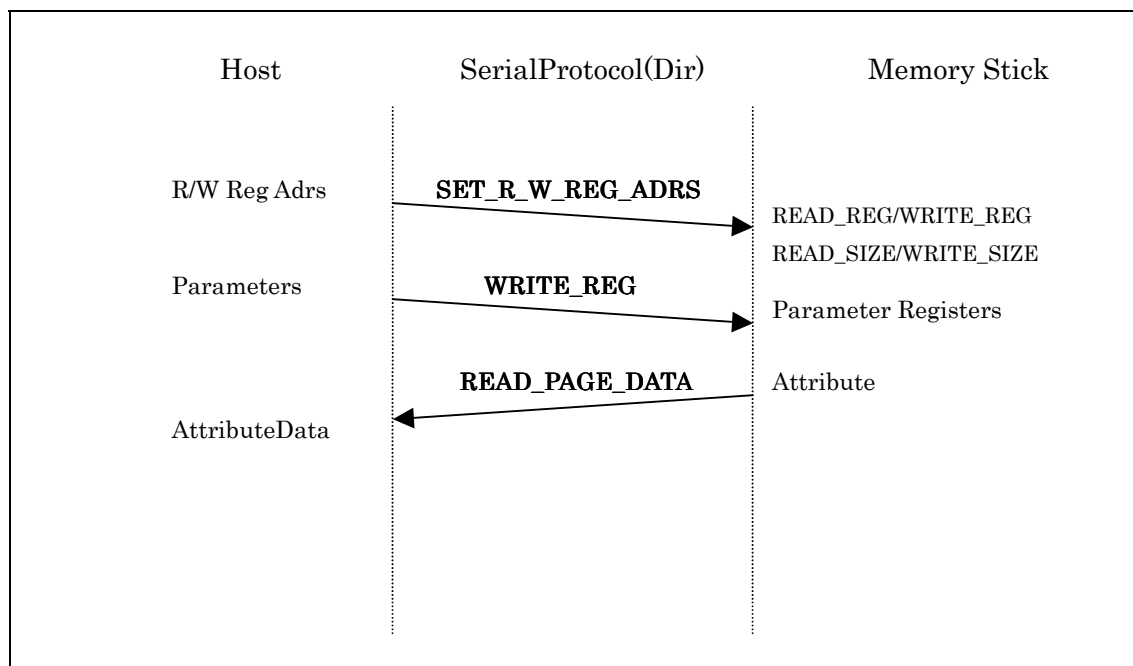 Host SerialProtocol(Dir) Memory Stick
R/W Reg Adrs SET_R_W_REG_ADRS
READ_REG/WRITE_REG
READ_SIZE/WRITE_SIZE
Parameters WRITE_REG
Parameter Registers
READ_PAGE_DATA Attribute
AttributeData